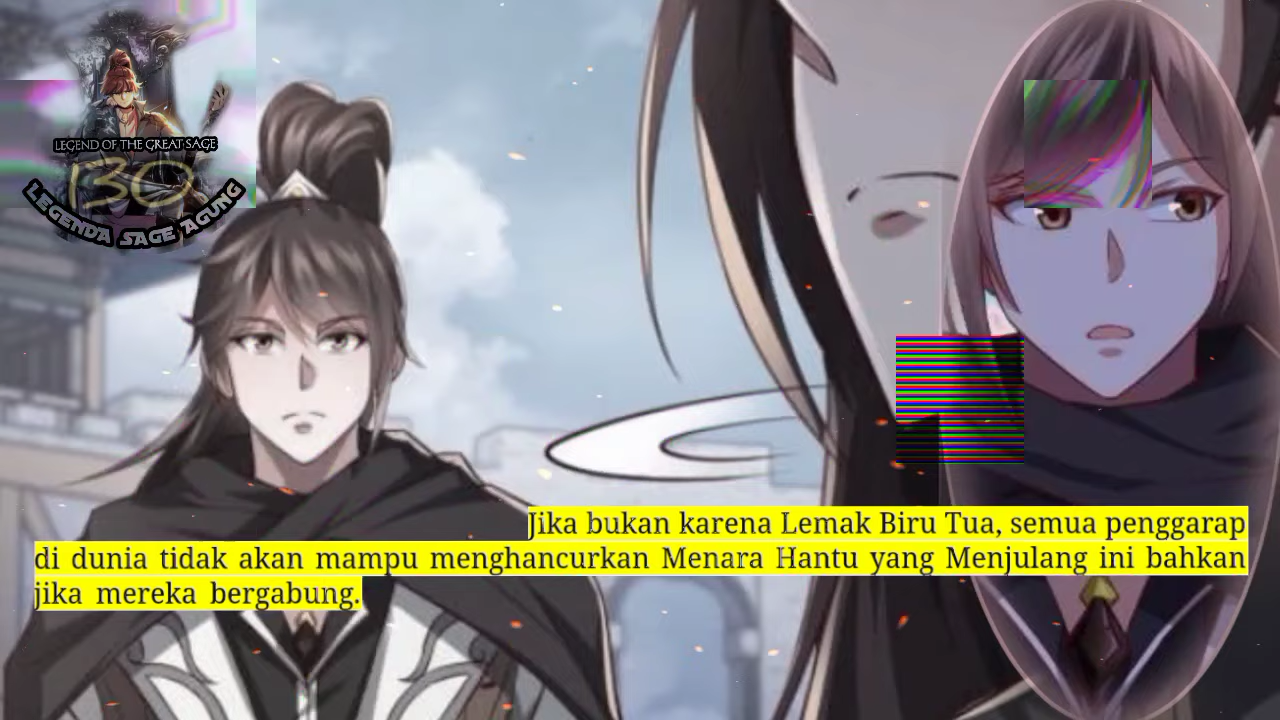 LEGEND OF THE GREAT SAGE
130
LEGENDA SAGE AGUNG
Jika bukan karena Lemak Biru Tua, semua penggarap
di dunia tidak akan mampu menghancurkan Menara Hantu yang Menjulang ini bahkan
jika mereka bergabung.